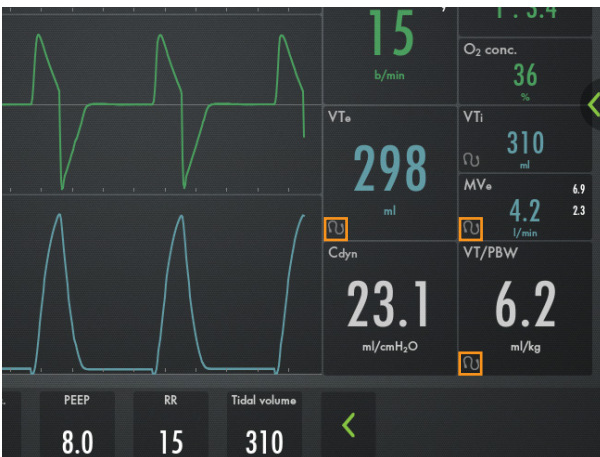 15
b/min
O₂ conc.
36
%
VTe
298
ml
VTi
310
ml
MVe
4.2
l/min
6.9
2.3
Cdyn
23.1
ml/cmH₂O
VT/PBW
6.2
ml/kg
PEEP
8.0
RR
15
Tidal volume
310